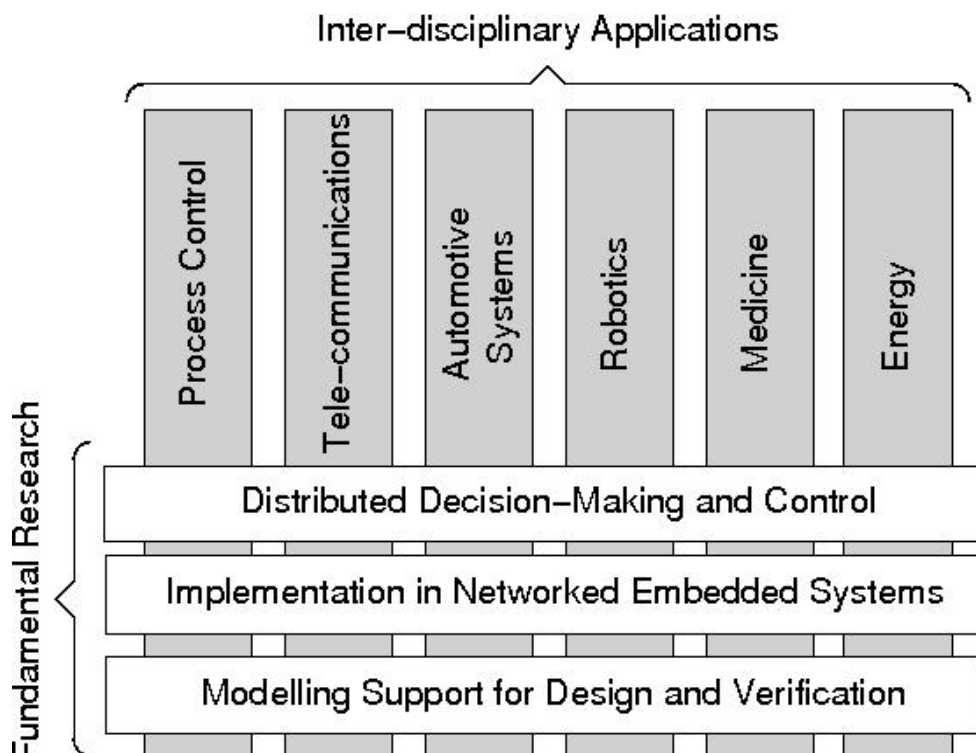 Inter-disciplinary Applications
Process Control
Tele-communications
Automotive
Systems
Robotics
Medicine
Energy
Fundamental Research
Distributed Decision-Making and Control
Implementation in Networked Embedded Systems
Modelling Support for Design and Verification